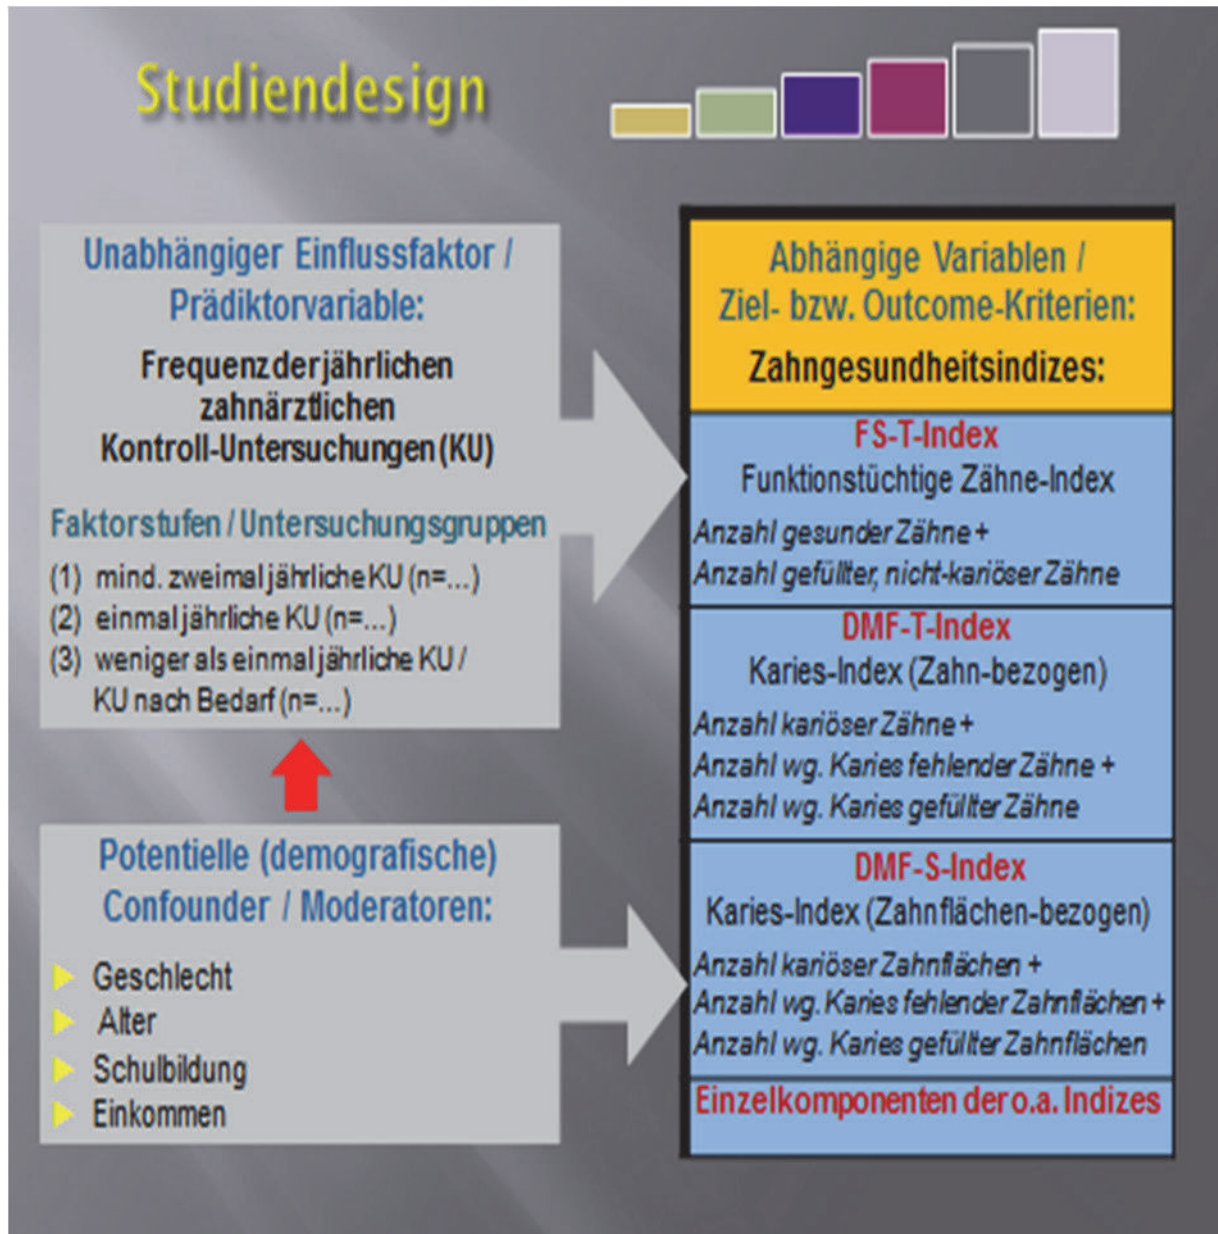 Studiendesign
Unabhängiger Einflussfaktor /
Prädiktorvariable:
Frequenz der jährlichen
zahnärztlichen
Kontroll-Untersuchungen (KU)
Faktorstufen / Untersuchungsgruppen
(1) mind. zweimal jährliche KU (n=...)
(2) einmal jährliche KU (n=...)
(3) weniger als einmal jährliche KU /
KU nach Bedarf (n=...)
Potentielle (demografische)
Confounder / Moderatoren:
Geschlecht
Alter
Schulbildung
Einkommen
Abhängige Variablen /
Ziel- bzw. Outcome-Kriterien:
Zahngesundheitsindizes:
FS-T-Index
Funktionstüchtige Zähne-Index
Anzahl gesunder Zähne +
Anzahl gefüllter, nicht-kariöser Zähne
DMF-T-Index
Karies-Index (Zahn-bezogen)
Anzahl kariöser Zähne +
Anzahl wg. Karies fehlender Zähne +
Anzahl wg. Karies gefüllter Zähne
DMF-S-Index
Karies-Index (Zahnflächen-bezogen)
Anzahl kariöser Zahnflächen +
Anzahl wg. Karies fehlender Zahnflächen +
Anzahl wg. Karies gefüllter Zahnflächen
Einzelkomponenten der o.a. Indizes